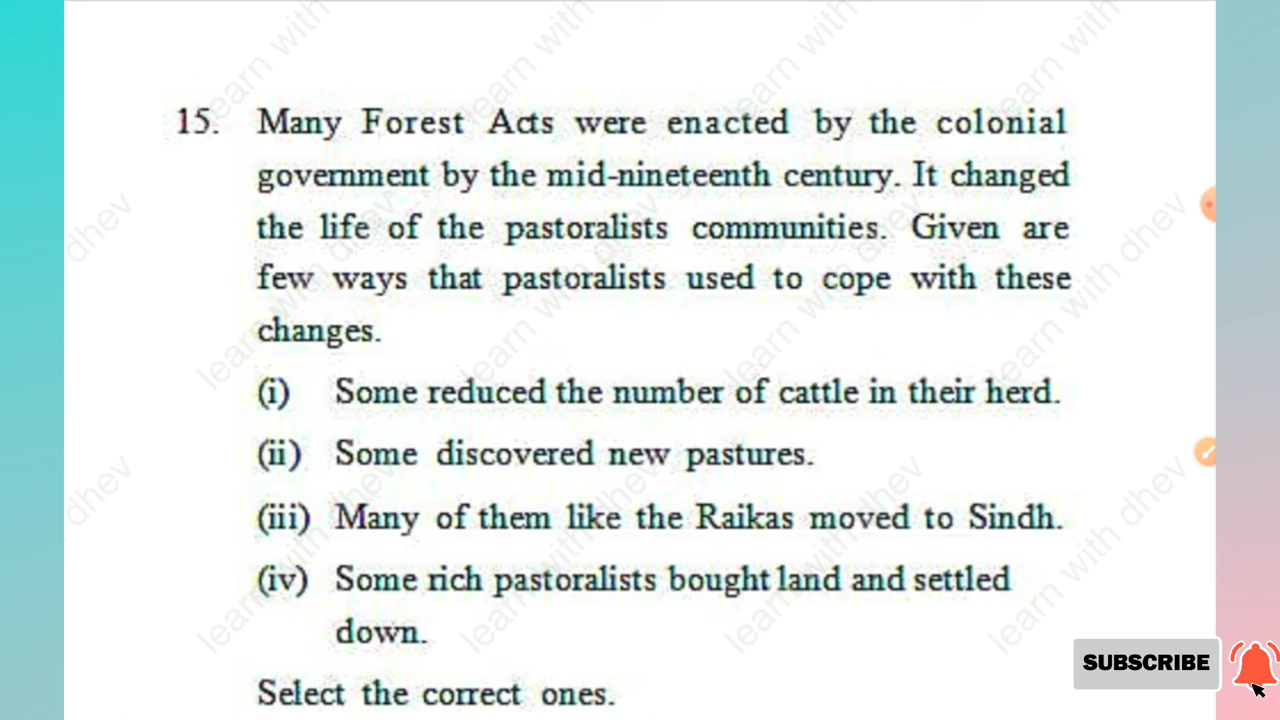 15. Many Forest Acts were enacted by the colonial
government by the mid-nineteenth century. It changed
the life of the pastoralists communities. Given are
few ways that pastoralists used to cope with these
changes.
(i) Some reduced the number of cattle in their herd.
(ii) Some discovered new pastures.
(iii) Many of them like the Raikas moved to Sindh.
(iv) Some rich pastoralists bought land and settled
down.
SUBSCRIBE
Select the correct ones.
learn with dhev